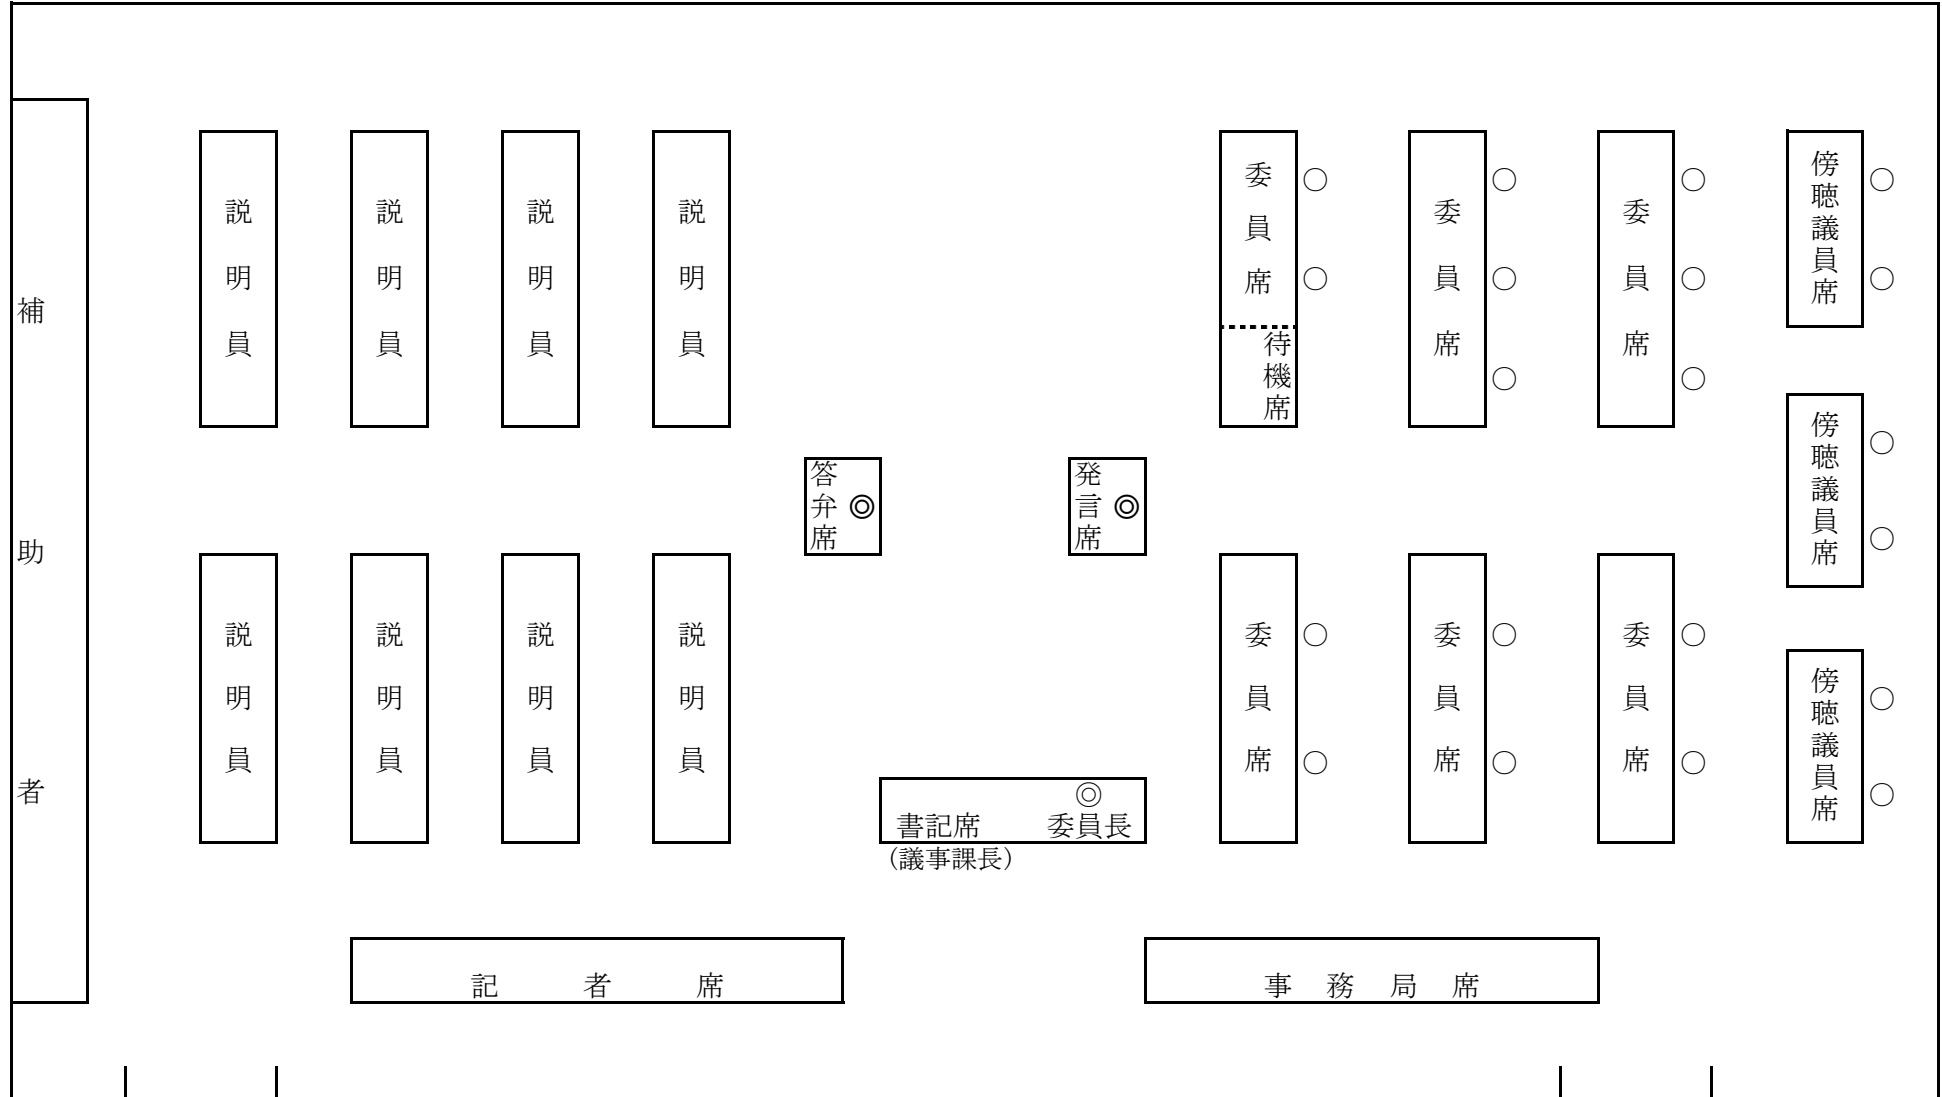 補助者
説明員
説明員
説明員
説明員
委員席
○
○
待機席
委員席
○
○
○
委員席
○
○
○
傍聴議員席
○
○
傍聴議員席
○
○
答弁席
◎
発言席
◎
説明員
説明員
説明員
説明員
委員席
○
○
委員席
○
○
委員席
○
○
傍聴議員席
○
○
◎
書記席 委員長
(議事課長)
記者席
事務局席